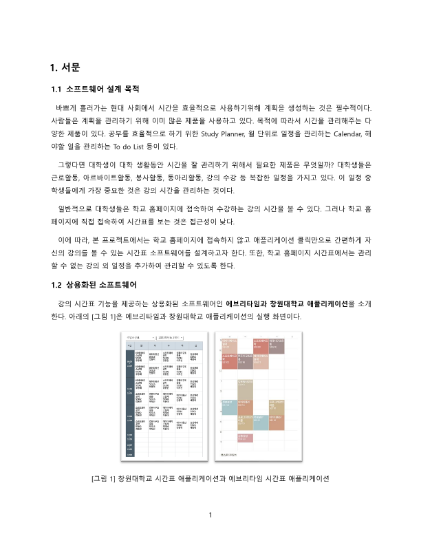 1. 서문
1.1 소프트웨어 설계 목적
바쁘게 흘러가는 현대 사회에서 시간을 효율적으로 사용하기위해 계획을 생성하는 것은 필수적이다.
사람들은 계획을 관리하기 위해 이미 많은 제품을 사용하고 있다. 목적에 따라서 시간을 관리해주는 다
양한 제품이 있다. 공부를 효율적으로 하기 위한 Study Planner, 월 단위로 일정을 관리하는 Calendar, 해
야할 일을 관리하는 To do List 등이 있다.
그렇다면 대학생이 대학 생활동안 시간을 잘 관리하기 위해서 필요한 제품은 무엇일까? 대학생들은
근로활동, 아르바이트활동, 봉사활동, 동아리활동, 강의 수강 등 복잡한 일정을 가지고 있다. 이 일정 중
학생들에게 가장 중요한 것은 강의 시간을 관리하는 것이다.
일반적으로 대학생들은 학교 홈페이지에 접속하여 수강하는 강의 시간을 볼 수 있다. 그러나 학교 홈
페이지에 직접 접속하여 시간표를 보는 것은 접근성이 낮다.
이에 따라, 본 프로젝트에서는 학교 홈페이지에 접속하지 않고 애플리케이션 클릭만으로 간편하게 자
신의 강의를 볼 수 있는 시간표 소프트웨어를 설계하고자 한다. 또한, 학교 홈페이지 시간표에서는 관리
할 수 없는 강의 외 일정을 추가하여 관리할 수 있도록 한다.
1.2 상용화된 소프트웨어
강의 시간표 기능을 제공하는 상용화된 소프트웨어인 에브리타임과 창원대학교 애플리케이션을 소개
한다. 아래의 [그림 1]은 에브리타임과 창원대학교 애플리케이션의 실행 화면이다.
[그림 1] 창원대학교 시간표 애플리케이션과 에브리타임 시간표 애플리케이션
1